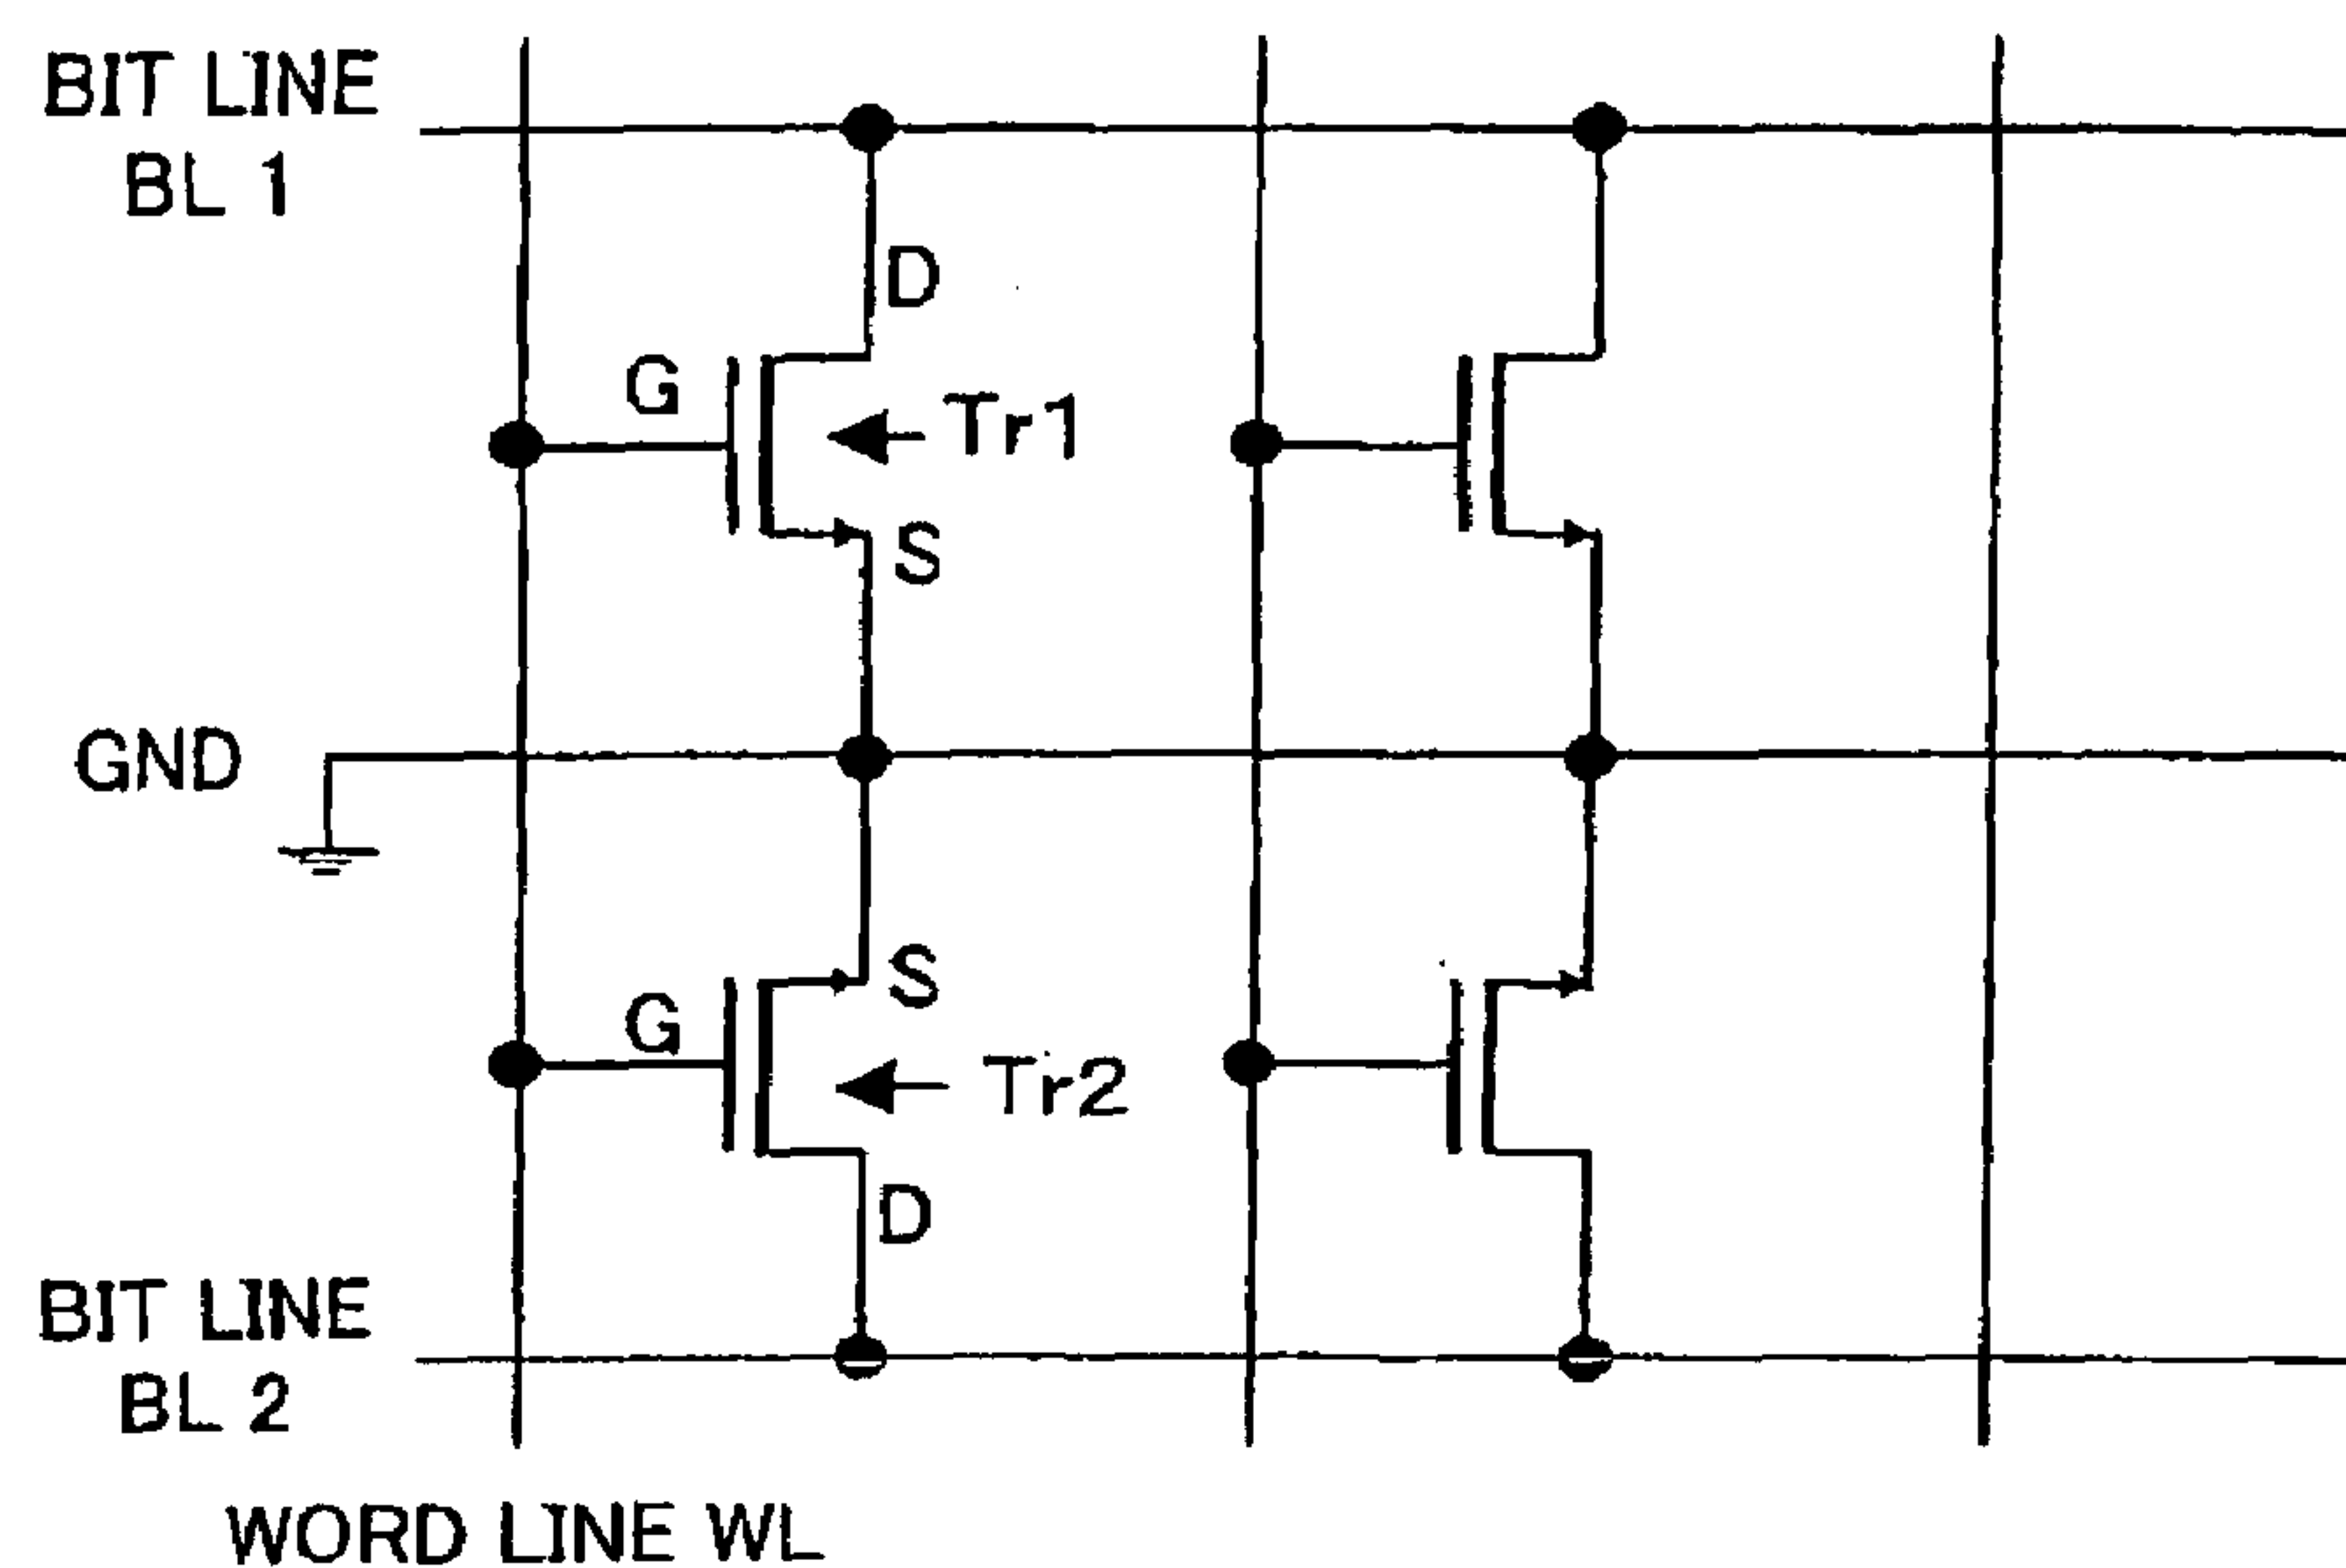 BIT LINE
BL 1
D
G
Tr1
S
GND
S
G
Tr2
D
BIT LINE
BL 2
WORD LINE WL